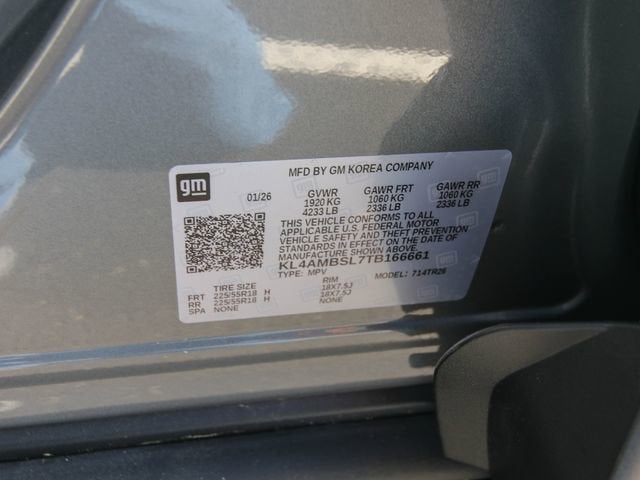 MFD BY GM KOREA COMPANY
gm
01/26 GVWR GAWR FRT GAWR RR
1920 KG 1060 KG 1060 KG
4233 LB 2336 LB 2336 LB
THIS VEHICLE CONFORMS TO ALL
APPLICABLE U.S. FEDERAL MOTOR
VEHICLE SAFETY AND THEFT PREVENTION
STANDARDS IN EFFECT ON THE DATE OF
MANUFACTURE SHOWN ABOVE.
KL4AMBSL7TB166661
TYPE: MPV MODEL: 714TR26
TIRE SIZE RIM
FRT 225/55R18 H 18X7.5J
RR 225/55R18 H 18X7.5J
SPA NONE NONE